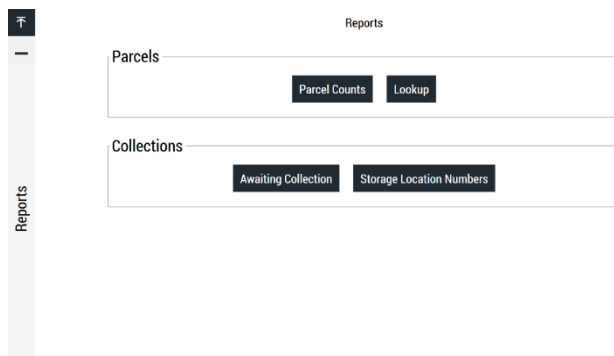 Reports
Parcels
Parcel Counts
Lookup
Collections
Awaiting Collection
Storage Location Numbers
Reports